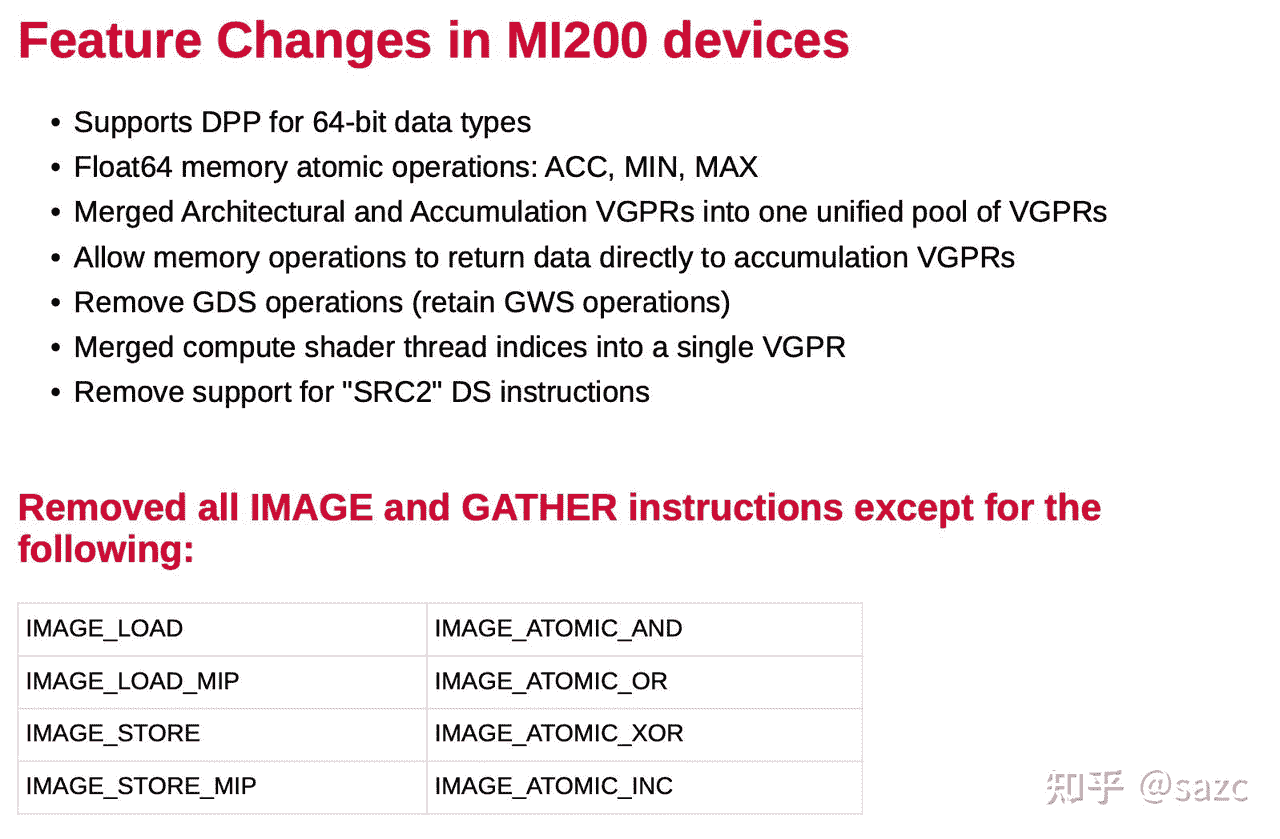 Feature Changes in MI200 devices
• Supports DPP for 64-bit data types
• Float64 memory atomic operations: ACC, MIN, MAX
• Merged Architectural and Accumulation VGPRs into one unified pool of VGPRs
• Allow memory operations to return data directly to accumulation VGPRs
• Remove GDS operations (retain GWS operations)
• Merged compute shader thread indices into a single VGPR
• Remove support for "SRC2" DS instructions
Removed all IMAGE and GATHER instructions except for the
following:
IMAGE_LOAD IMAGE_ATOMIC_AND
IMAGE_LOAD_MIP IMAGE_ATOMIC_OR
IMAGE_STORE IMAGE_ATOMIC_XOR
IMAGE_STORE_MIP IMAGE_ATOMIC_INC
知乎 @sazc